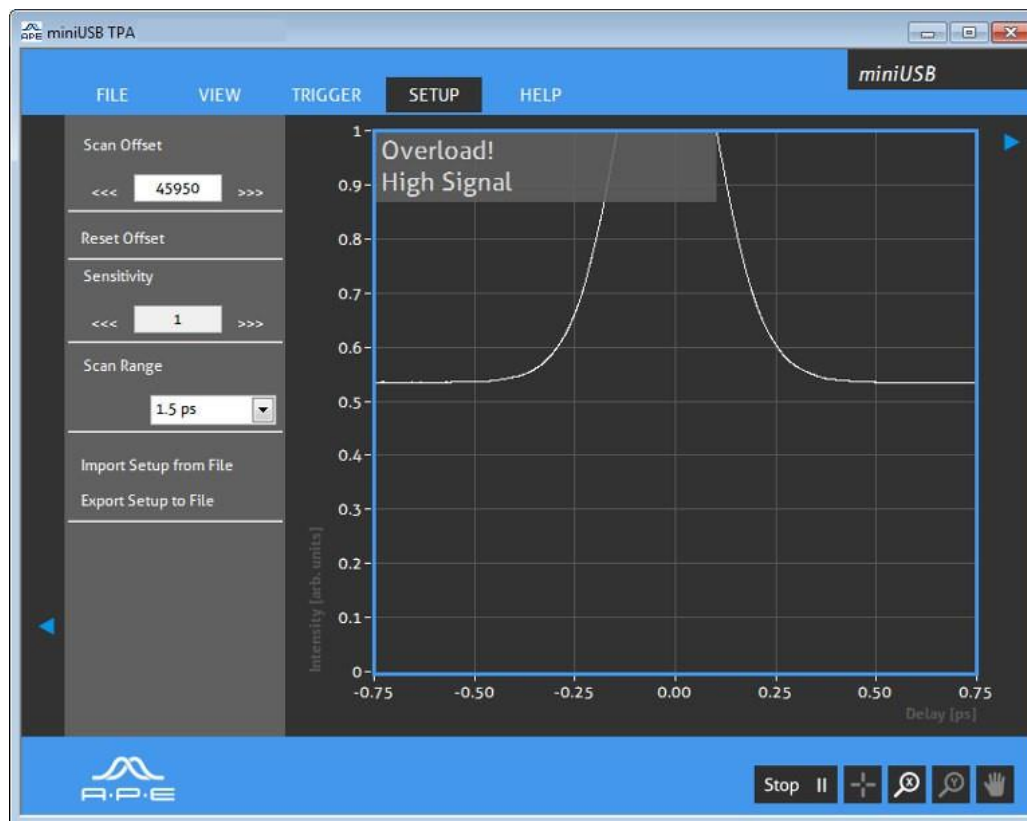 APE miniUSB TPA
miniUSB
FILE VIEW TRIGGER SETUP HELP
Scan Offset
<<< 45950 >>>
Reset Offset
Sensitivity
<<< 1 >>>
Scan Range
1.5 ps
Import Setup from File
Export Setup to File
Overload!
High Signal
1
0.9
0.8
0.7
0.6
0.5
0.4
0.3
0.2
0.1
0
Intensity [arb. units]
-0.75 -0.50 -0.25 0.00 0.25 0.50 0.75
Delay [ps]
A·P·E
Stop
X
Y